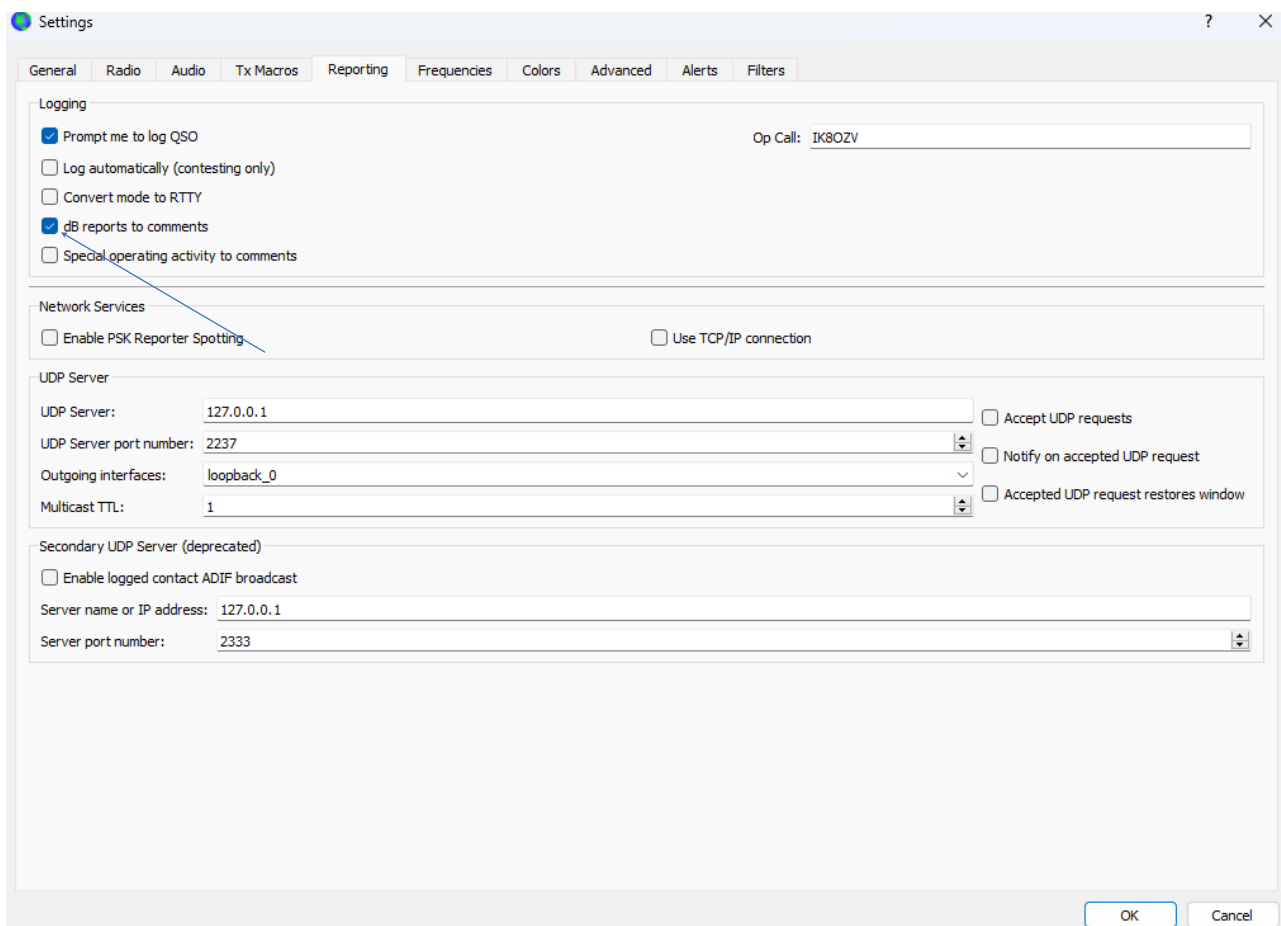 Settings ?
General Radio Audio Tx Macros Reporting Frequencies Colors Advanced Alerts Filters
Logging
Prompt me to log QSO
Op Call: IK8OZV
Log automatically (contesting only)
Convert mode to RTTY
dB reports to comments
Special operating activity to comments
Network Services
Enable PSK Reporter Spotting Use TCP/IP connection
UDP Server
UDP Server: 127.0.0.1
Accept UDP requests
UDP Server port number: 2237
Notify on accepted UDP request
Outgoing interfaces: loopback_0
Accepted UDP request restores window
Multicast TTL: 1
Secondary UDP Server (deprecated)
Enable logged contact ADIF broadcast
Server name or IP address: 127.0.0.1
Server port number: 2333
OK Cancel